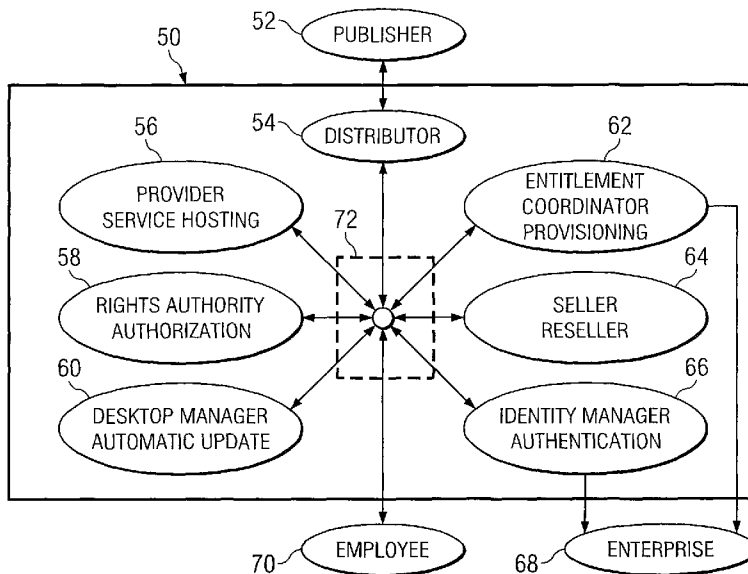 52
PUBLISHER
50
54
DISTRIBUTOR
56
PROVIDER
SERVICE HOSTING
62
ENTITLEMENT
COORDINATOR
PROVISIONING
72
58
RIGHTS AUTHORITY
AUTHORIZATION
64
SELLER
RESELLER
60
DESKTOP MANAGER
AUTOMATIC UPDATE
66
IDENTITY MANAGER
AUTHENTICATION
70
EMPLOYEE
68
ENTERPRISE